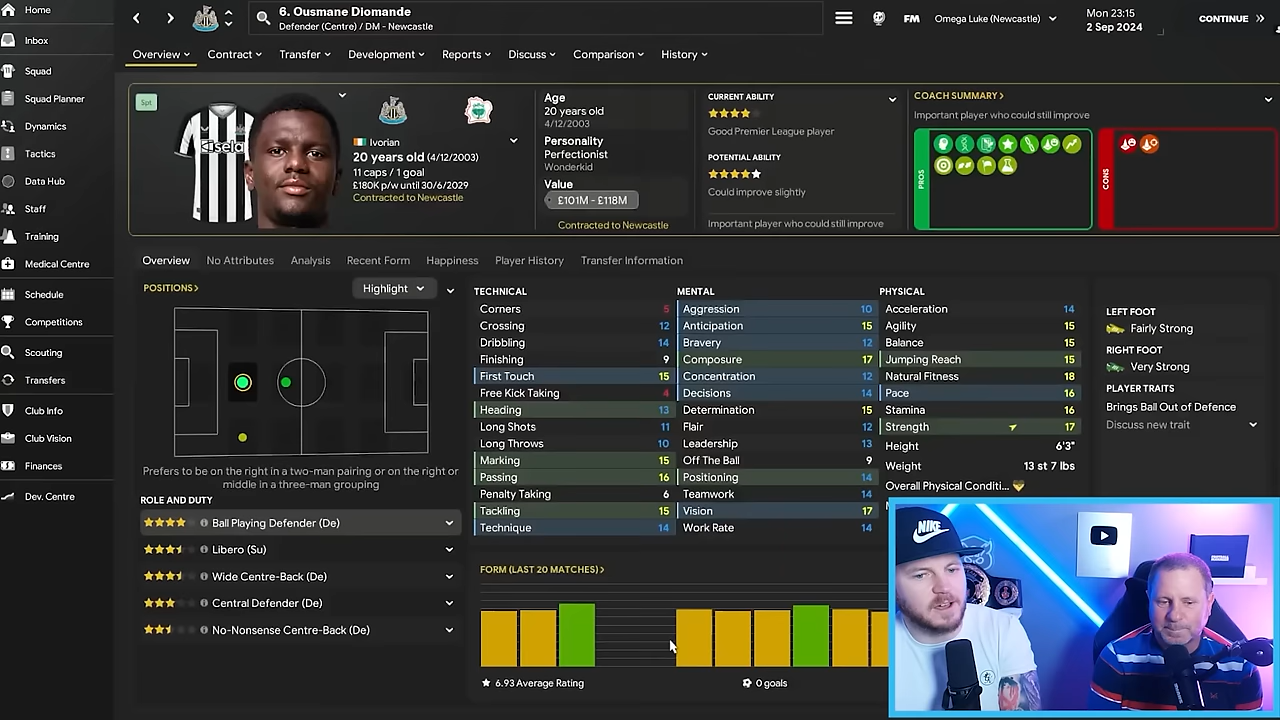 Home
Inbox
Squad
Squad Planner
Dynamics
Tactics
Data Hub
Staff
Training
Medical Centre
Schedule
Competitions
Scouting
Transfers
Club Info
Club Vision
Finances
Dev. Centre
6. Ousmane Diomande
Defender (Centre) / DM - Newcastle
FM
Omega Luke (Newcastle)
Mon 23:15
2 Sep 2024
CONTINUE
Overview
Contract
Transfer
Development
Reports
Discuss
Comparison
History
Spt
Ivorian
20 years old (4/12/2003)
11 caps / 1 goal
£180K p/w until 30/6/2029
Contracted to Newcastle
Age
20 years old
4/12/2003
Personality
Perfectionist
Wonderkid
Value
£101M - £118M
Contracted to Newcastle
CURRENT ABILITY
Good Premier League player
POTENTIAL ABILITY
Could improve slightly
Important player who could still improve
COACH SUMMARY
Important player who could still improve
PROS
CONS
Overview
No Attributes
Analysis
Recent Form
Happiness
Player History
Transfer Information
POSITIONS
Highlight
Prefers to be on the right in a two-man pairing or on the right or
middle in a three-man grouping
ROLE AND DUTY
Ball Playing Defender (De)
Libero (Su)
Wide Centre-Back (De)
Central Defender (De)
No-Nonsense Centre-Back (De)
TECHNICAL
Corners 5
Crossing 12
Dribbling 14
Finishing 9
First Touch 15
Free Kick Taking 4
Heading 13
Long Shots 11
Long Throws 10
Marking 15
Passing 16
Penalty Taking 6
Tackling 15
Technique 14
MENTAL
Aggression 10
Anticipation 15
Bravery 12
Composure 17
Concentration 12
Decisions 14
Determination 15
Flair 12
Leadership 13
Off The Ball 9
Positioning 14
Teamwork 14
Vision 17
Work Rate 14
PHYSICAL
Acceleration 14
Agility 15
Balance 15
Jumping Reach 15
Natural Fitness 18
Pace 16
Stamina 16
Strength 17
Height 6'3"
Weight 13 st 7 lbs
Overall Physical Conditi...
LEFT FOOT
Fairly Strong
RIGHT FOOT
Very Strong
PLAYER TRAITS
Brings Ball Out of Defence
Discuss new trait
FORM (LAST 20 MATCHES)
6.93 Average Rating
0 goals
NIKE